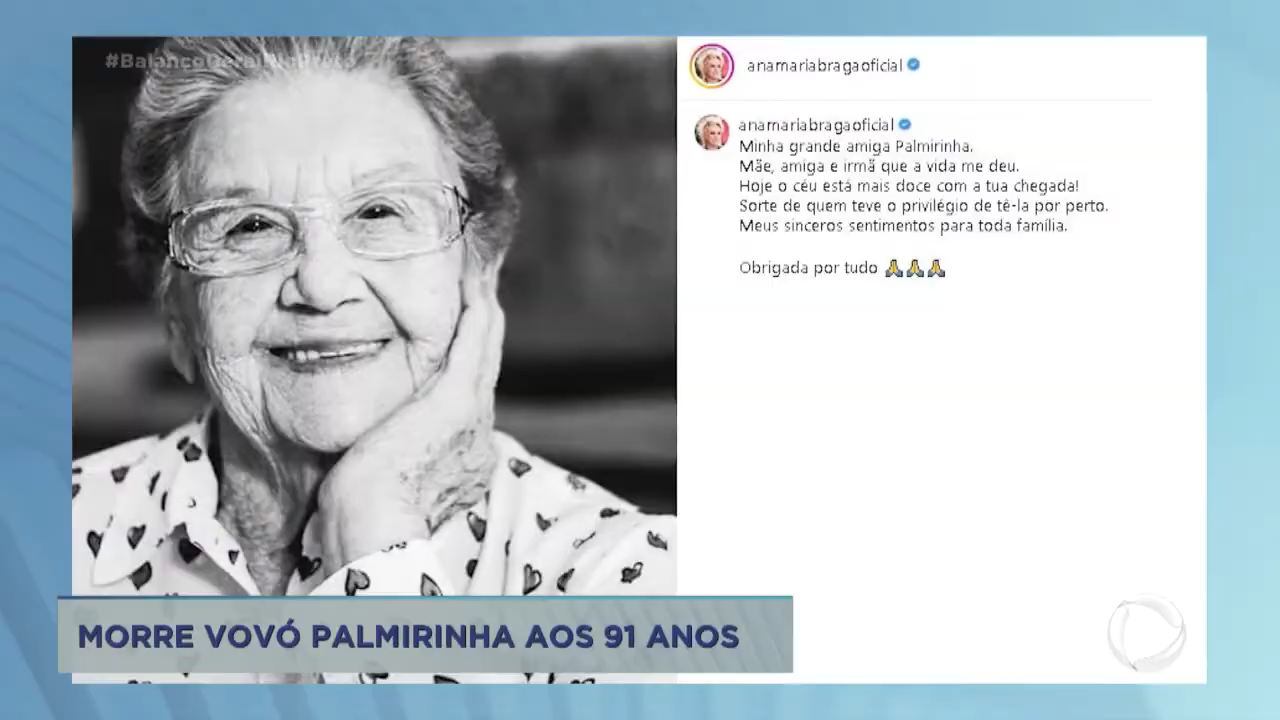 anamariabragaoficial
anamariabragaoficial
Minha grande amiga Palmirinha.
Mãe, amiga e irmã que a vida me deu.
Hoje o céu está mais doce com a tua chegada!
Sorte de quem teve o privilégio de tê-la por perto.
Meus sinceros sentimentos para toda família.
Obrigada por tudo 🙏🙏🙏
MORRE VOVÓ PALMIRINHA AOS 91 ANOS